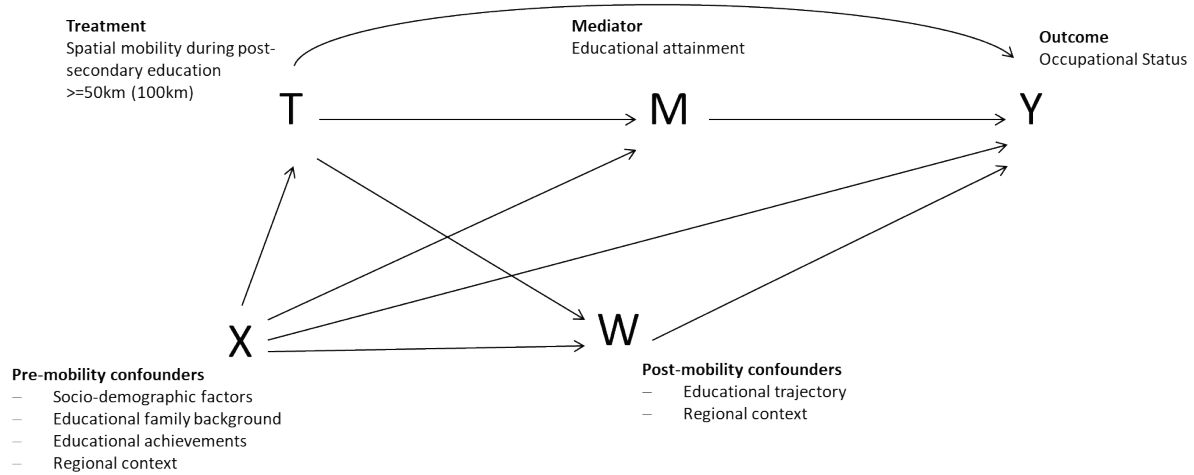 Treatment
Spatial mobility during post-
secondary education
>=50km (100km)
Mediator
Educational attainment
Outcome
Occupational Status
T
M
Y
X
W
Pre-mobility confounders
– Socio-demographic factors
– Educational family background
– Educational achievements
– Regional context
Post-mobility confounders
– Educational trajectory
– Regional context